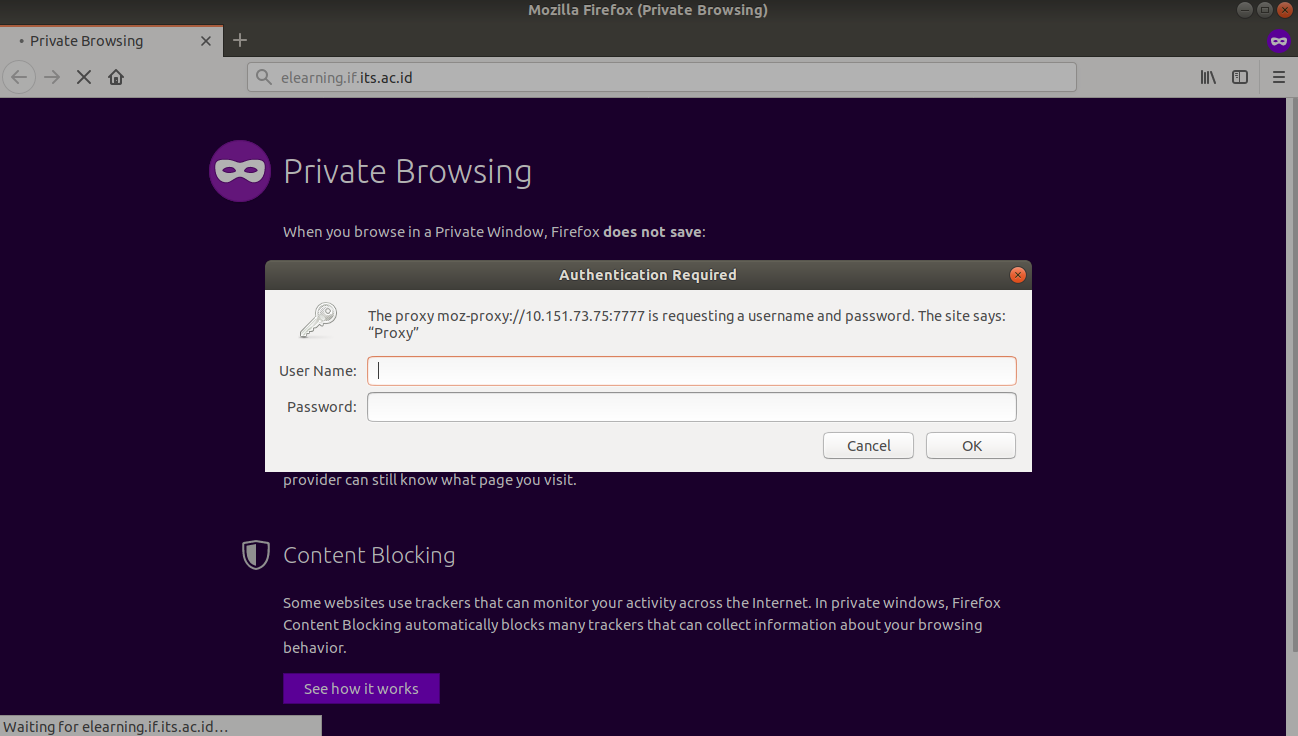 Mozilla Firefox (Private Browsing)
Private Browsing
elearning.if.its.ac.id
Private Browsing
When you browse in a Private Window, Firefox does not save:
Authentication Required
The proxy moz-proxy://10.151.73.75:7777 is requesting a username and password. The site says:
“Proxy”
User Name:
Password:
Cancel OK
provider can still know what page you visit.
Content Blocking
Some websites use trackers that can monitor your activity across the Internet. In private windows, Firefox
Content Blocking automatically blocks many trackers that can collect information about your browsing
behavior.
See how it works
Waiting for elearning.if.its.ac.id…